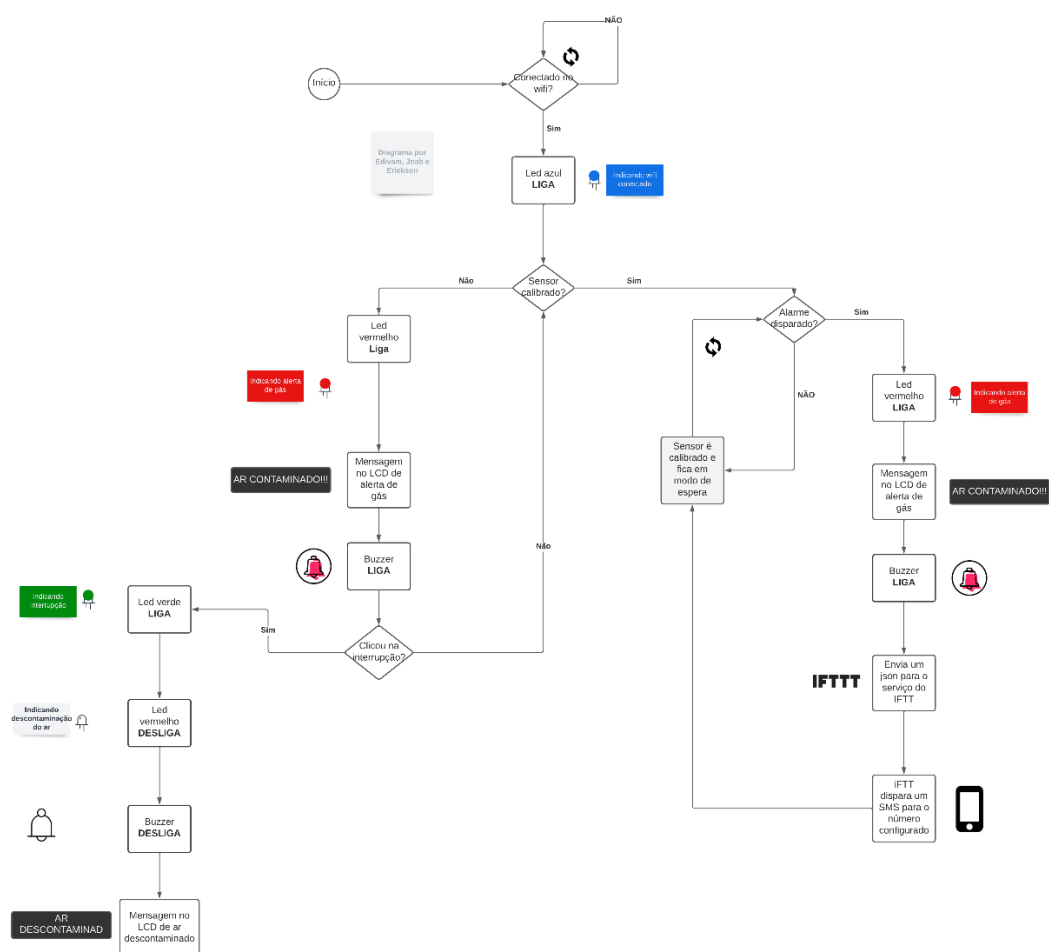 NÃO
Conectado no
wifi?
Início
Sim
Diagrama por
Edivam, Joab e
Erickson
Led azul
LIGA
Indicando wifi
conectado
Não
Sensor
calibrado?
Sim
Alarme
disparado?
Sim
Led
vermelho
Liga
Indicando alerta
de gás
NÃO
Led
vermelho
LIGA
Indicando alerta
de gás
Sensor é
calibrado e
fica em
modo de
espera
Mensagem
no LCD de
alerta de
gás
AR CONTAMINADO!!!
Mensagem
no LCD de
alerta de
gás
AR CONTAMINADO!!!
Não
Buzzer
LIGA
Buzzer
LIGA
Indicando
interrupção
Led verde
LIGA
Sim
Clicou na
interrupção?
IFTTT
Envia um
json para o
serviço do
IFTT
Indicando
descontaminação
do ar
Led
vermelho
DESLIGA
iFTT
dispara um
SMS para o
número
configurado
Buzzer
DESLIGA
AR
DESCONTAMINAD
Mensagem no
LCD de ar
descontaminado